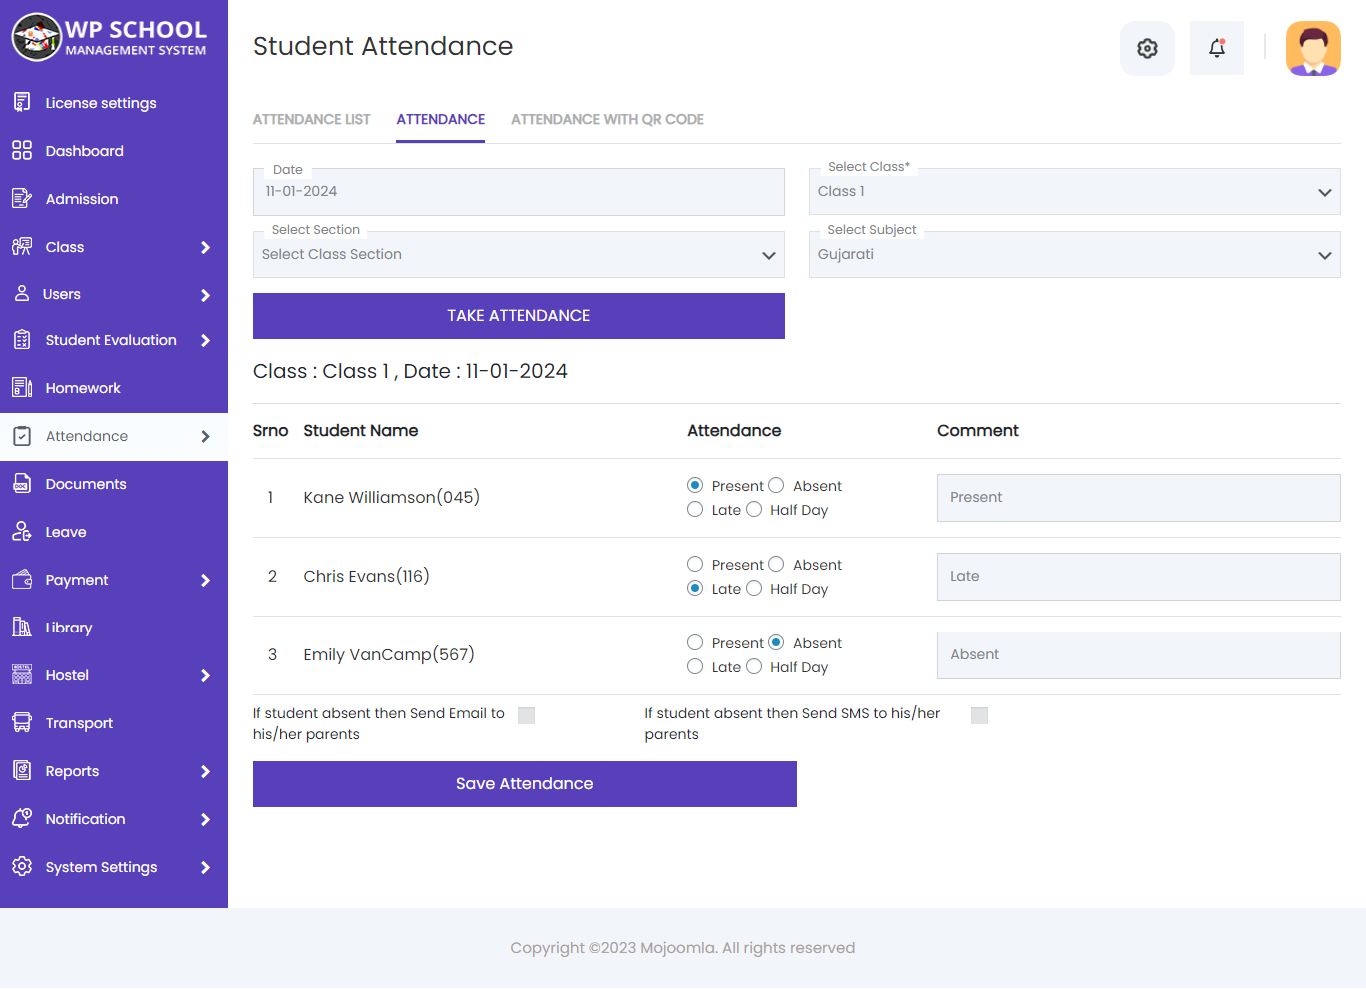 WP SCHOOL
MANAGEMENT SYSTEM
License settings
Dashboard
Admission
Class
Users
Student Evaluation
Homework
Attendance
Documents
Leave
Payment
Library
Hostel
Transport
Reports
Notification
System Settings
Student Attendance
ATTENDANCE LIST ATTENDANCE ATTENDANCE WITH QR CODE
Date
11-01-2024
Select Class*
Class 1
Select Section
Select Class Section
Select Subject
Gujarati
TAKE ATTENDANCE
Class : Class 1 , Date : 11-01-2024
Srno Student Name Attendance Comment
1 Kane Williamson(045) Present Absent Late Half Day Present
2 Chris Evans(116) Present Absent Late Half Day Late
3 Emily VanCamp(567) Present Absent Late Half Day Absent
If student absent then Send Email to
his/her parents
If student absent then Send SMS to his/her
parents
Save Attendance
Copyright ©2023 Mojoomla. All rights reserved